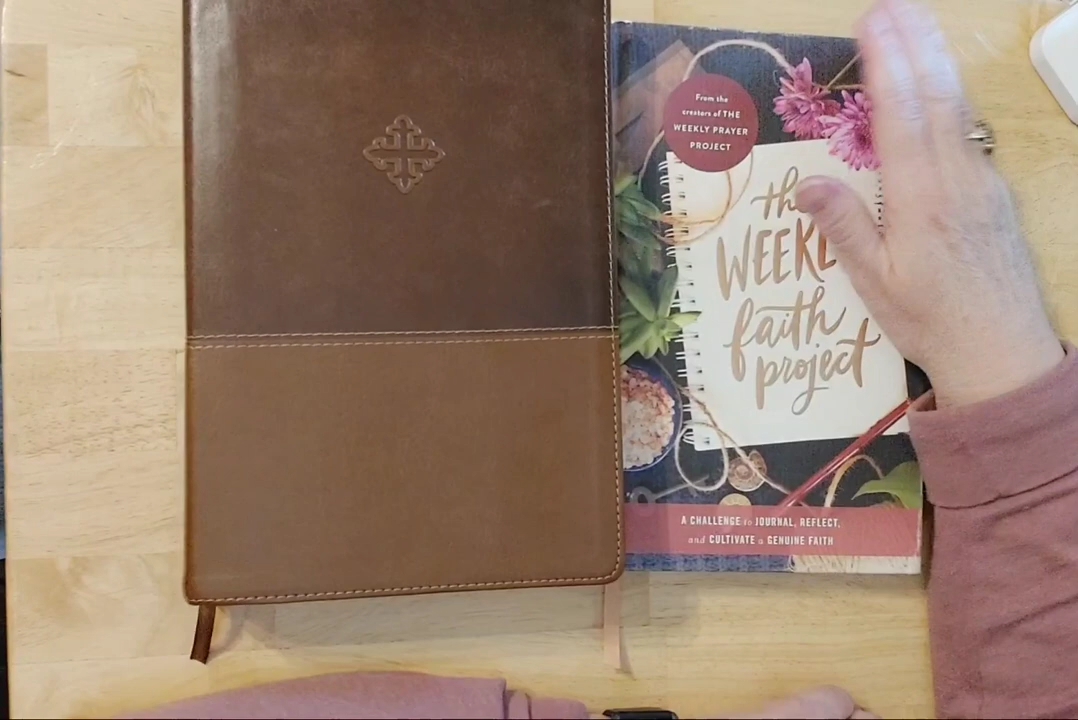 From the
creators of THE
WEEKLY PRAYER
PROJECT
the
WEEKL
faith
project
A CHALLENGE to JOURNAL, REFLECT,
and CULTIVATE a GENUINE FAITH